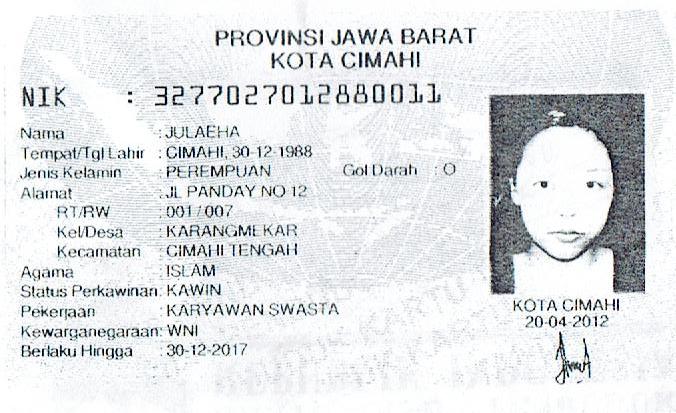 PROVINSI JAWA BARAT
KOTA CIMAHI
NIK : 3277027012880011
Nama : JULAEHA
Tempat/Tgl Lahir : CIMAHI, 30-12-1988
Jenis Kelamin : PEREMPUAN Gol Darah : O
Alamat : JL PANDAY NO 12
RT/RW : 001 / 007
Kel/Desa : KARANGMEKAR
Kecamatan : CIMAHI TENGAH
Agama : ISLAM
Status Perkawinan: KAWIN
Pekerjaan : KARYAWAN SWASTA
Kewarganegaraan: WNI
Berlaku Hingga : 30-12-2017
KOTA CIMAHI
20-04-2012